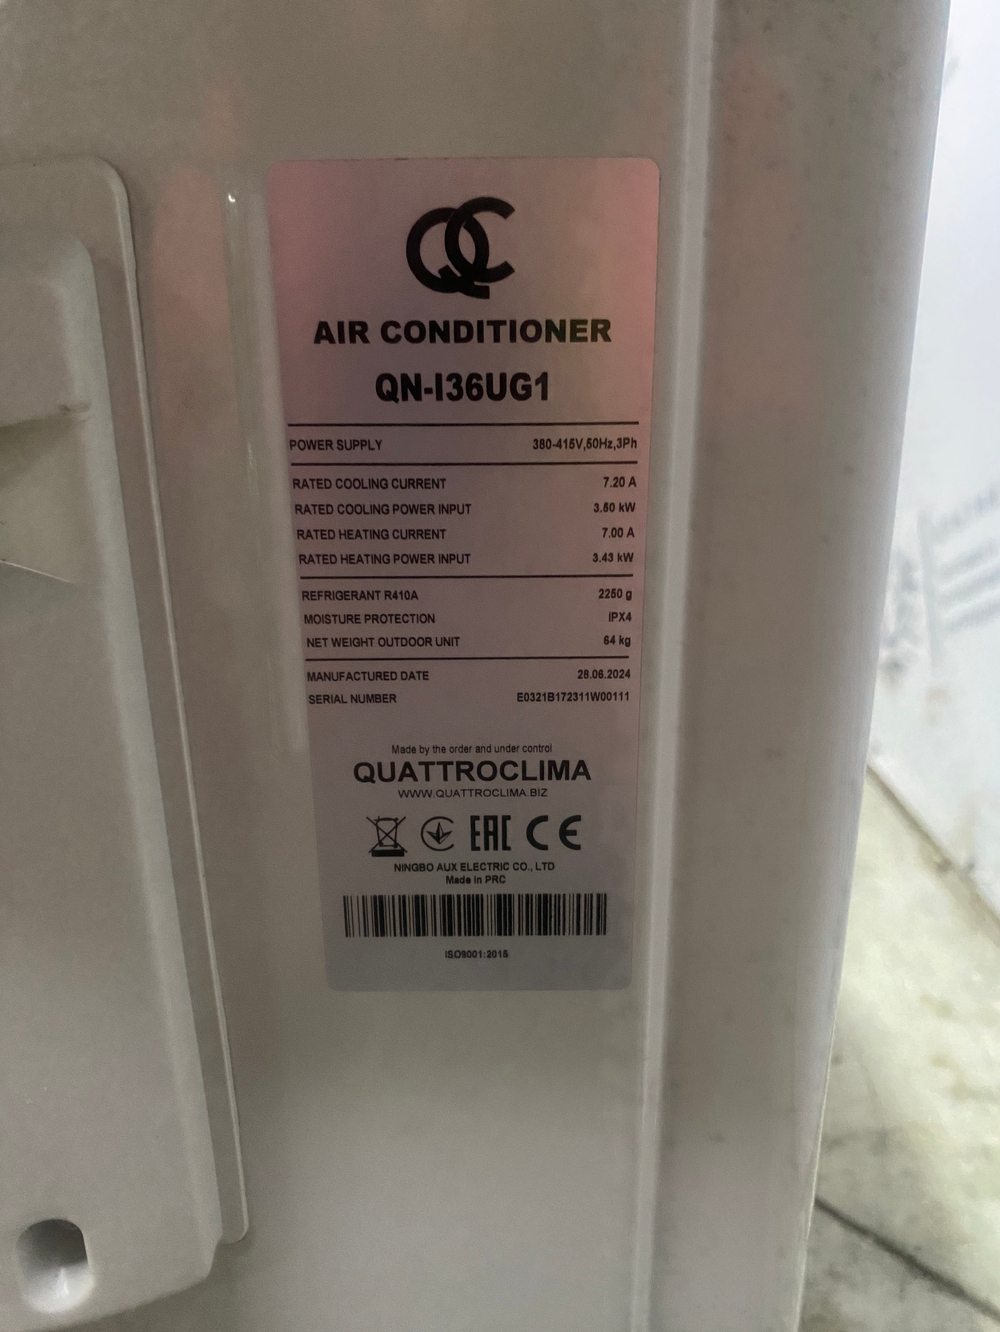 QC
AIR CONDITIONER
QN-I36UG1
POWER SUPPLY 380-415V,50Hz,3Ph
RATED COOLING CURRENT 7.20 A
RATED COOLING POWER INPUT 3.50 kW
RATED HEATING CURRENT 7.00 A
RATED HEATING POWER INPUT 3.43 kW
REFRIGERANT R410A 2250 g
MOISTURE PROTECTION IPX4
NET WEIGHT OUTDOOR UNIT 64 kg
MANUFACTURED DATE 28.06.2024
SERIAL NUMBER E0321B172311W00111
Made by the order and under control
QUATTROCLIMA
WWW.QUATTROCLIMA.BIZ
EAC CE
NINGBO AUX ELECTRIC CO., LTD
Made in PRC
ISO9001:2015